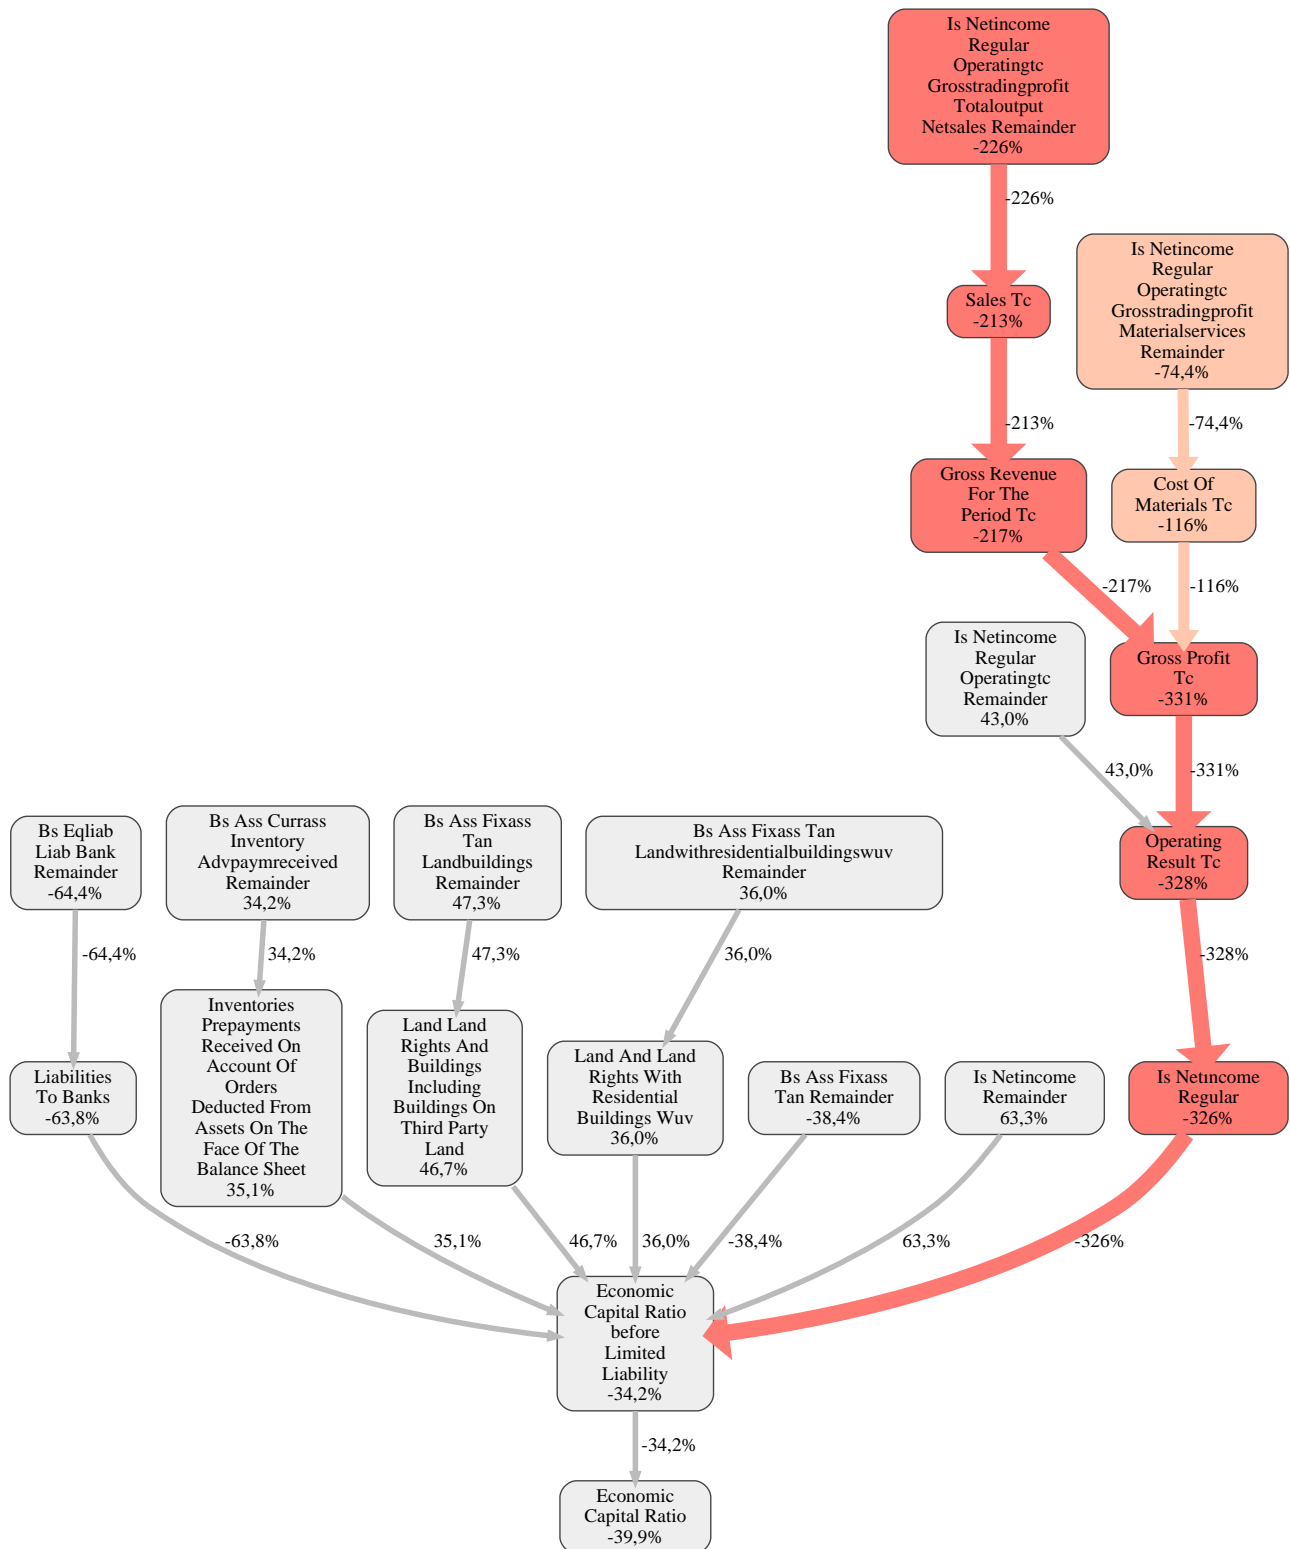 Is Netincome
Regular
Operatingtc
Grosstradingprofit
Totaloutput
Netsales Remainder
-226%
-226%
Is Netincome
Regular
Operatingtc
Grosstradingprofit
Materialservices
Remainder
-74,4%
Sales Tc
-213%
-213%
-74,4%
Gross Revenue
For The
Period Tc
-217%
Cost Of
Materials Tc
-116%
-217%
-116%
Is Netincome
Regular
Operatingtc
Remainder
43,0%
Gross Profit
Tc
-331%
43,0%
-331%
Bs Eqliab
Liab Bank
Remainder
-64,4%
Bs Ass Currass
Inventory
Advpaymreceived
Remainder
34,2%
Bs Ass Fixass
Tan
Landbuildings
Remainder
47,3%
Bs Ass Fixass Tan
Landwithresidentialbuildingswuv
Remainder
36,0%
Operating
Result Tc
-328%
-64,4%
34,2%
47,3%
36,0%
-328%
Liabilities
To Banks
-63,8%
Inventories
Prepayments
Received On
Account Of
Orders
Deducted From
Assets On The
Face Of The
Balance Sheet
35,1%
Land Land
Rights And
Buildings
Including
Buildings On
Third Party
Land
46,7%
Land And Land
Rights With
Residential
Buildings Wuv
36,0%
Bs Ass Fixass
Tan Remainder
-38,4%
Is Netincome
Remainder
63,3%
Is Netincome
Regular
-326%
-63,8%
35,1%
46,7%
36,0%
-38,4%
63,3%
-326%
Economic
Capital Ratio
before
Limited
Liability
-34,2%
-34,2%
Economic
Capital Ratio
-39,9%